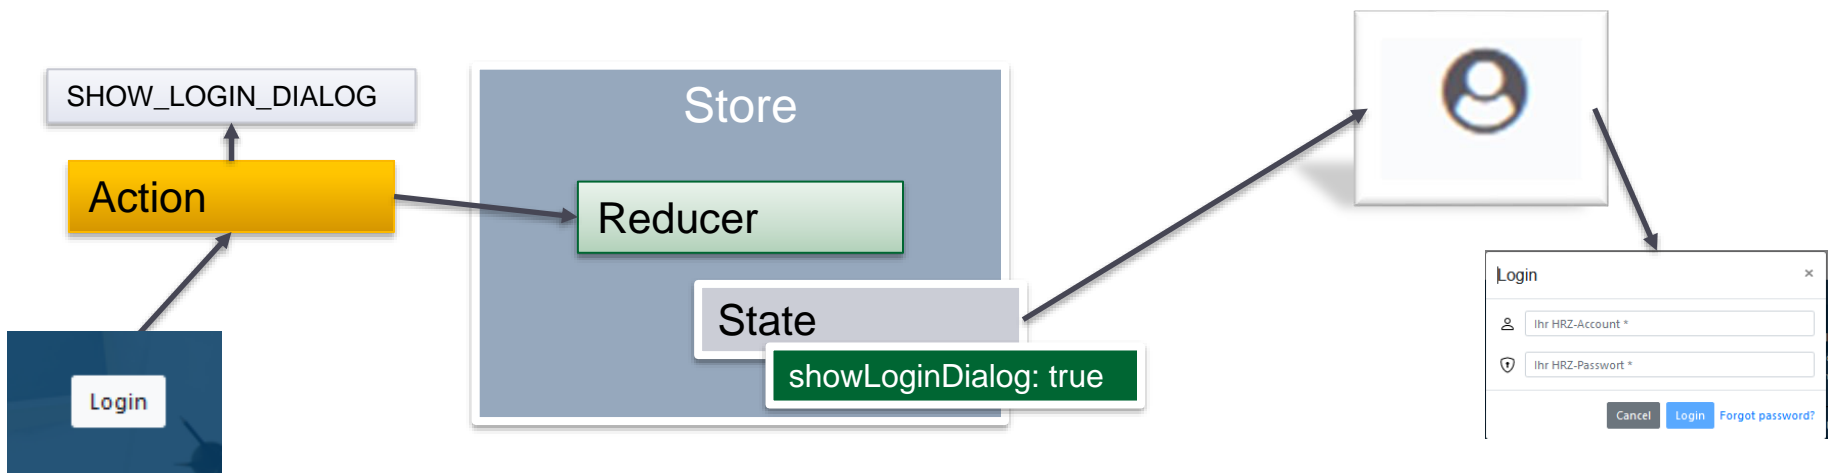 SHOW_LOGIN_DIALOG
Action
Login
Store
Reducer
State
showLoginDialog: true
Login
×
Ihr HRZ-Account *
Ihr HRZ-Passwort *
Cancel Login Forgot password?